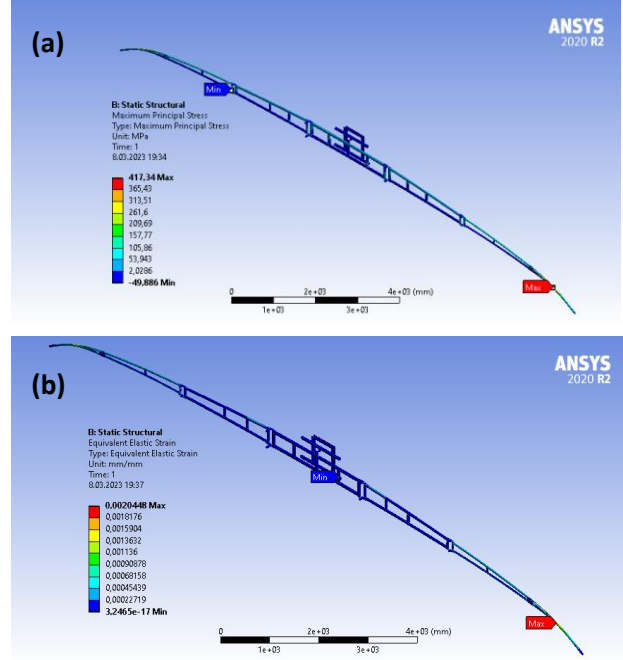 (a)
ANSYS
2020 R2
Min
B: Static Structural
Maximum Principal Stress
Type: Maximum Principal Stress
Unit: MPa
Time: 1
8.03.2023 19:34
417.34 Max
365,43
313,51
261,6
209,69
157,77
105,86
53,943
2,0286
-49,886 Min
Max
0 2e+03 4e+03 (mm)
1e+03 3e+03
(b)
ANSYS
2020 R2
B: Static Structural
Equivalent Elastic Strain
Type: Equivalent Elastic Strain
Unit: mm/mm
Time: 1
8.03.2023 19:37
Min
0,0020448 Max
0,0018176
0,0015904
0,0013632
0,001136
0,00090878
0,00068158
0,00045439
0,00022719
3,2465e-17 Min
Max
0 2e+03 4e+03 (mm)
1e+03 3e+03